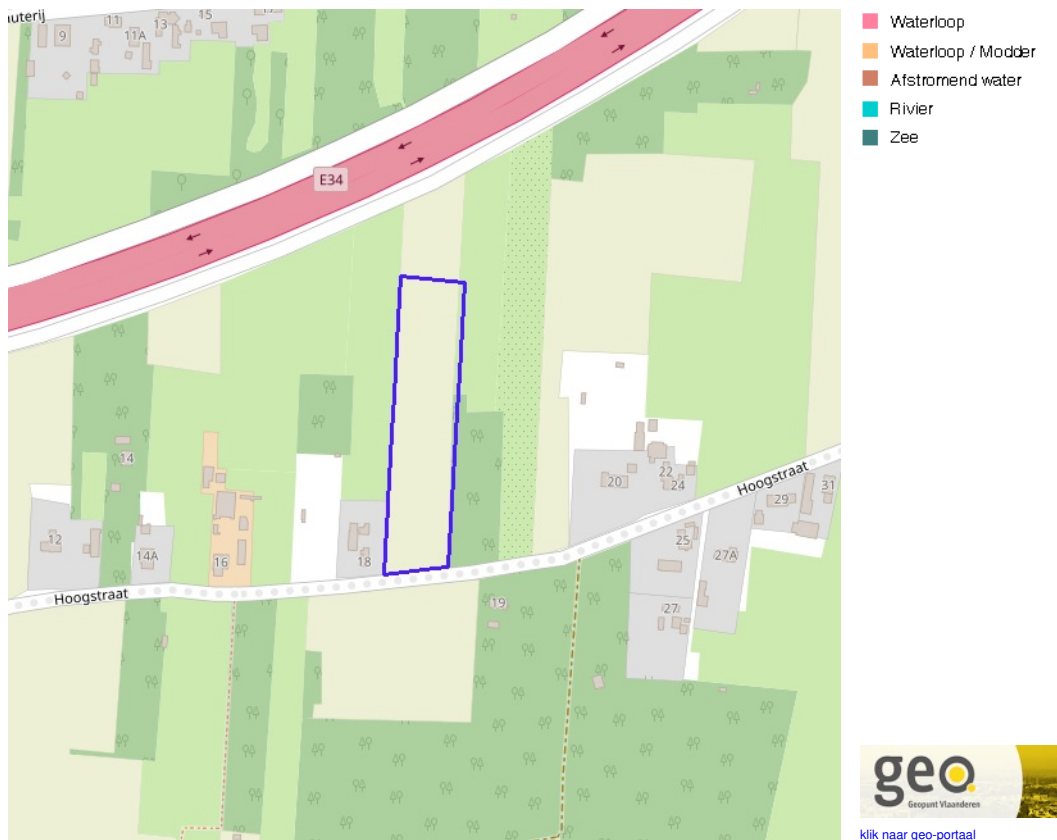 uterij
9
11
11A
13
15
E34
14
12
14A
16
18
Hoogstraat
19
20
22
24
Hoogstraat
25
27A
27
29
31
Waterloop
Waterloop / Modder
Afstromend water
Rivier
Zee
geo.
Geopunt Vlaanderen
klik naar geo-portaal